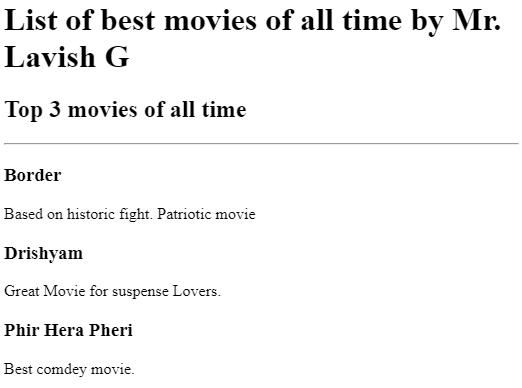 List of best movies of all time by Mr.
Lavish G
Top 3 movies of all time
Border
Based on historic fight. Patriotic movie
Drishyam
Great Movie for suspense Lovers.
Phir Hera Pheri
Best comdey movie.